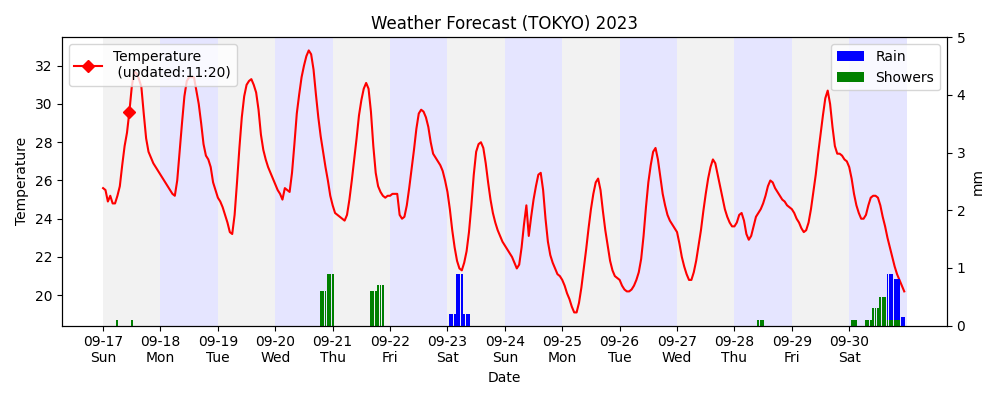 Weather Forecast (TOKYO) 2023
Temperature
(updated:11:20)
Rain
Showers
Temperature
32
30
28
26
24
22
20
5
4
3
2
1
0
mm
09-17 09-18 09-19 09-20 09-21 09-22 09-23 09-24 09-25 09-26 09-27 09-28 09-29 09-30
Sun Mon Tue Wed Thu Fri Sat Sun Mon Tue Wed Thu Fri Sat
Date